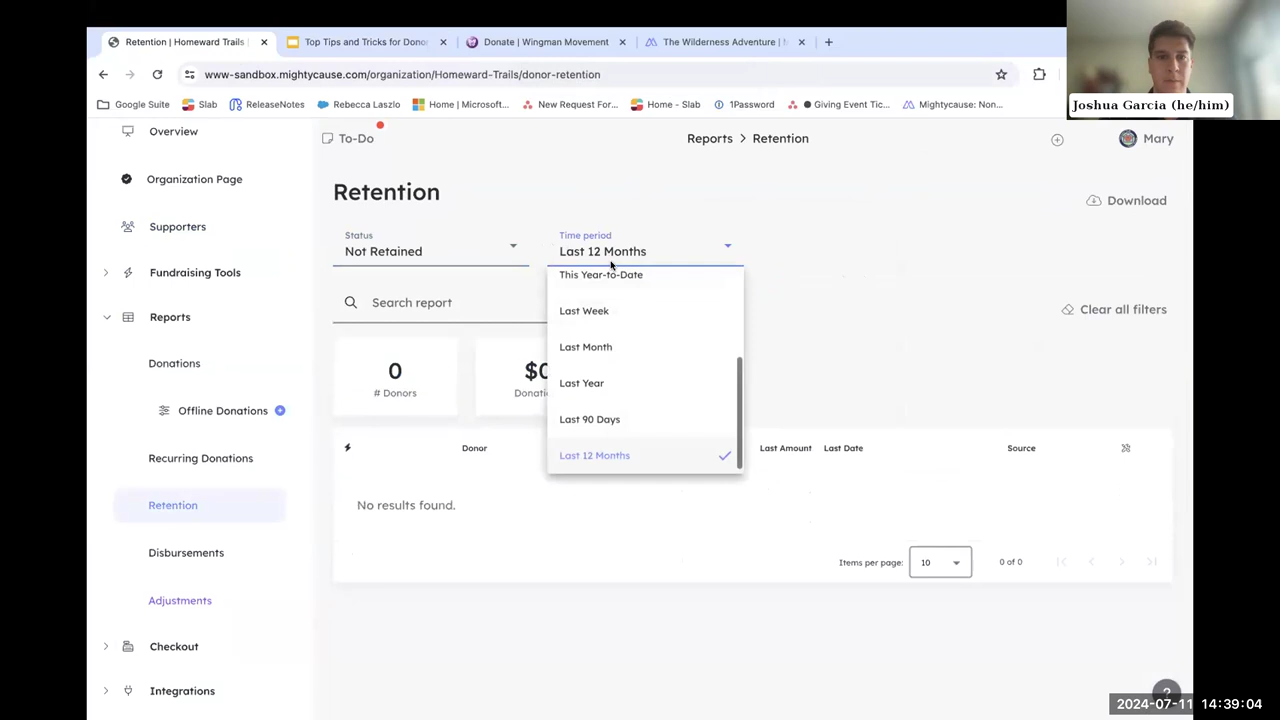 Retention | Homeward Trails
Top Tips and Tricks for Donor
Donate | Wingman Movement
The Wilderness Adventure |
www-sandbox.mightycause.com/organization/Homeward-Trails/donor-retention
Google Suite
Slab
ReleaseNotes
Rebecca Laszlo
Home | Microsoft...
New Request For...
Home - Slab
1Password
Giving Event Tic...
Mightycause: Non...
Joshua Garcia (he/him)
Overview
Organization Page
Supporters
Fundraising Tools
Reports
Donations
Offline Donations
Recurring Donations
Retention
Disbursements
Adjustments
Checkout
Integrations
To-Do
Reports > Retention
Mary
Retention
Download
Status
Not Retained
Time period
Last 12 Months
This Year-to-Date
Last Week
Last Month
Last Year
Last 90 Days
Last 12 Months
Search report
Clear all filters
0
# Donors
$0
Donati
Donor
Last Amount
Last Date
Source
No results found.
Items per page:
10
0 of 0
?
2024-07-11 14:39:04